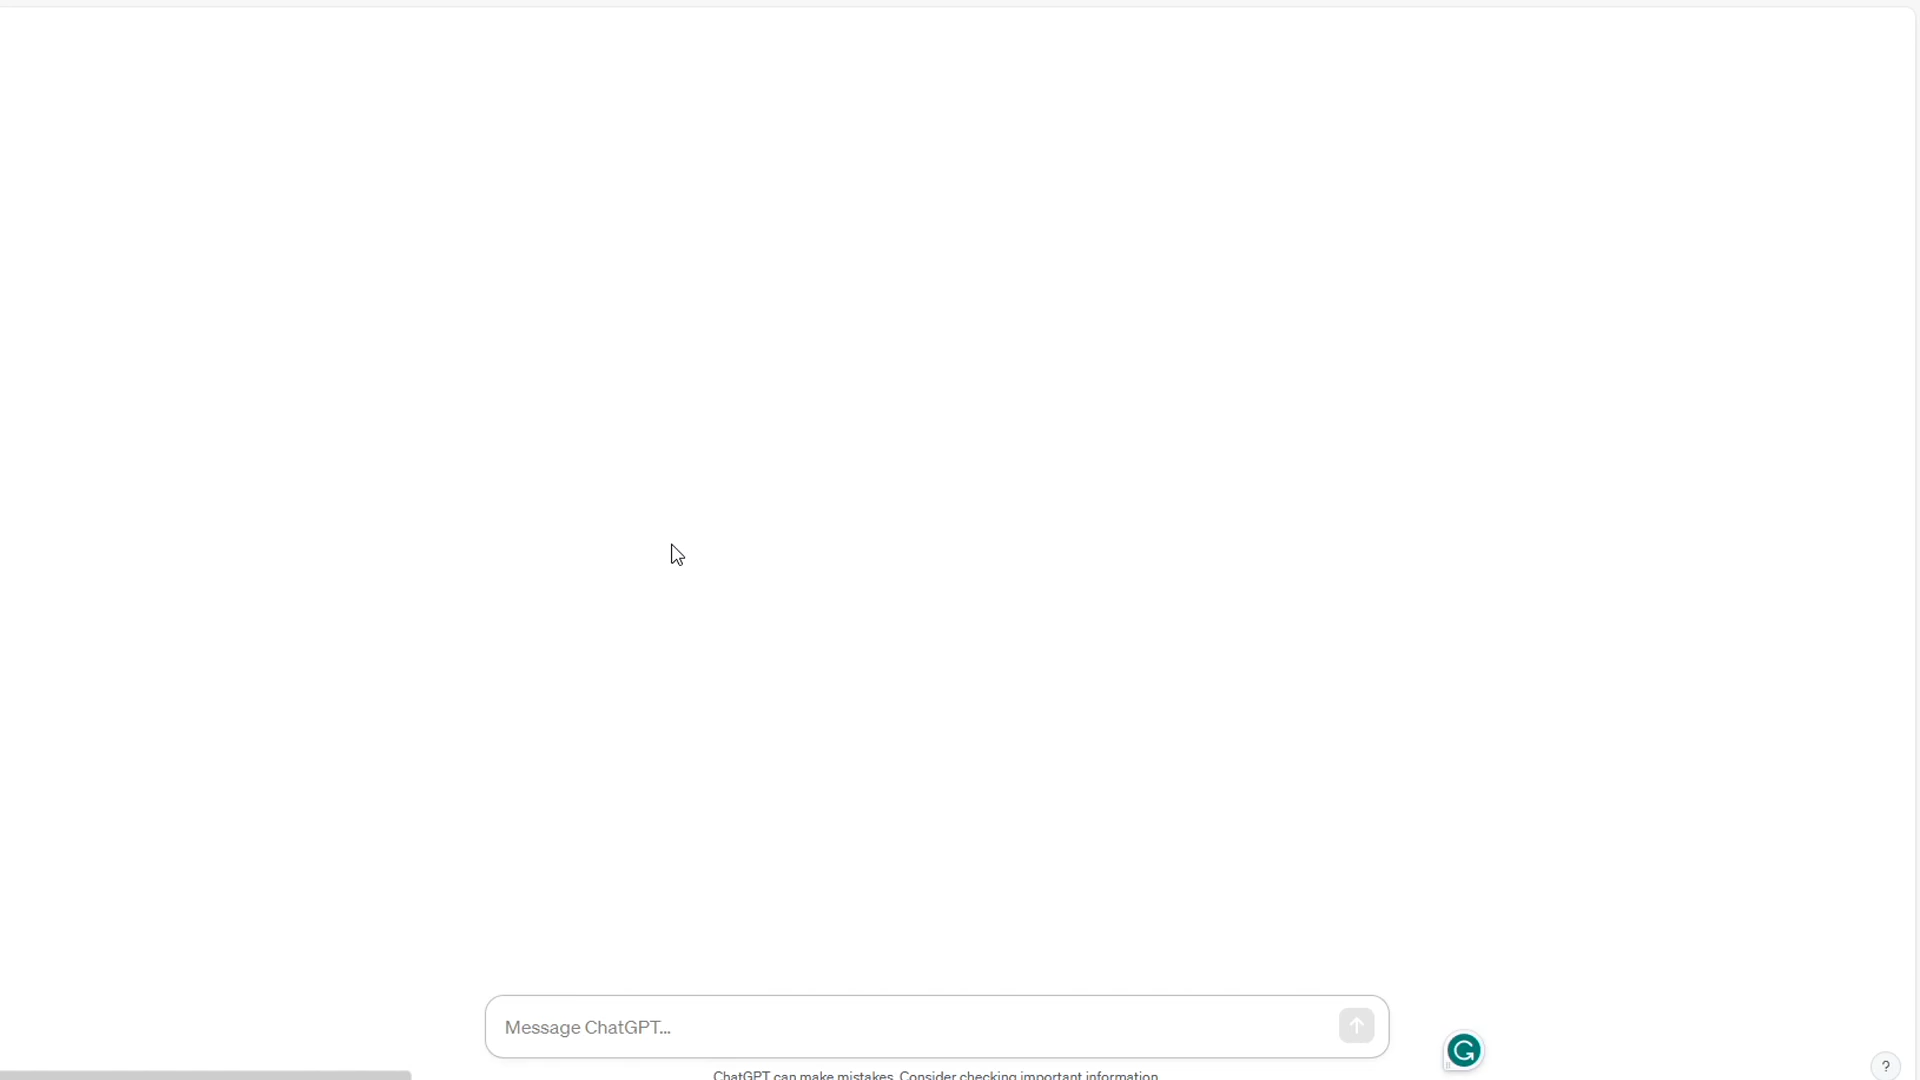 Message ChatGPT...
ChatGPT can make mistakes. Consider checking important information.
?